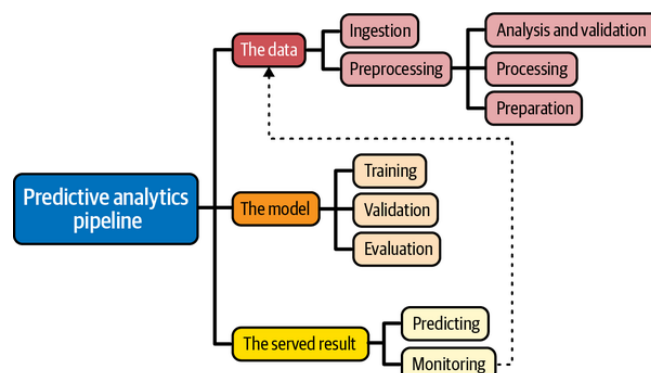 The data
Ingestion
Preprocessing
Analysis and validation
Processing
Preparation
Predictive analytics
pipeline
The model
Training
Validation
Evaluation
The served result
Predicting
Monitoring